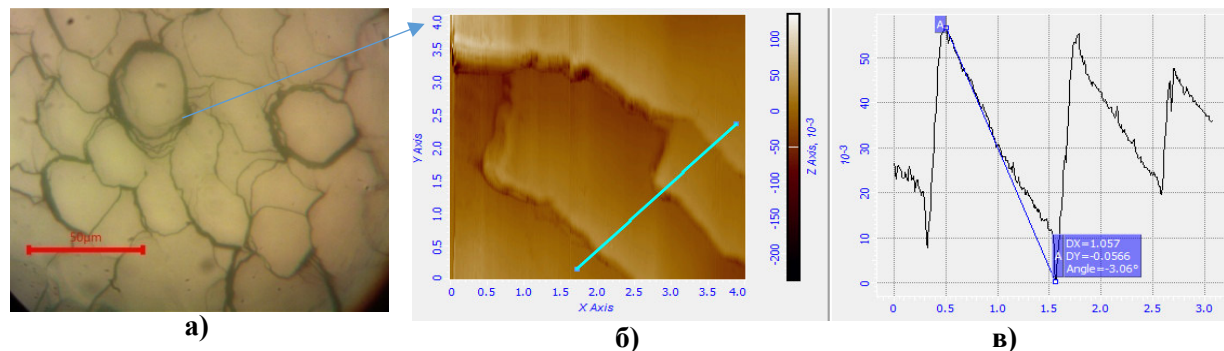 50µm
а)
4.0
3.5
3.0
2.5
2.0
1.5
1.0
0.5
0
Y Axis
0 0.5 1.0 1.5 2.0 2.5 3.0 3.5 4.0
X Axis
100
50
0
-50
-100
-150
-200
Z Axis, 10-3
б)
50
40
30
20
10
0
10-3
A
A
DX=1.057
DY=-0.0566
Angle=-3.06°
0 0.5 1.0 1.5 2.0 2.5 3.0
в)